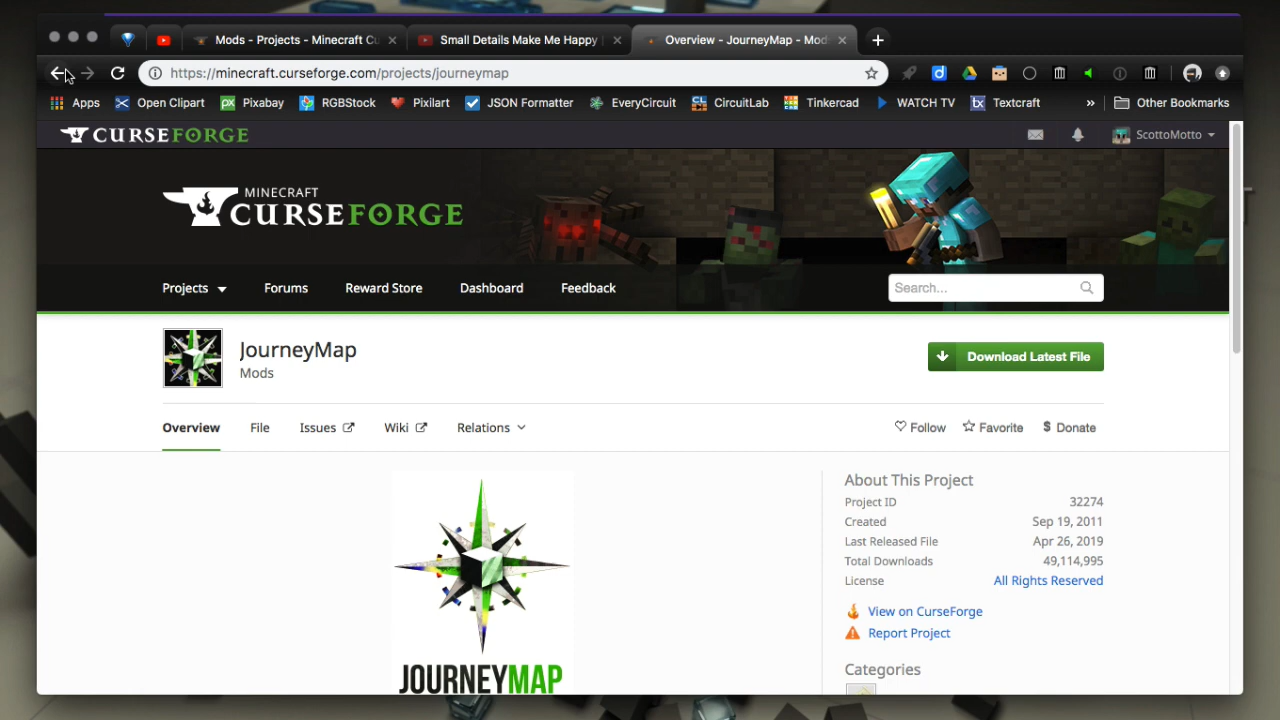 Mods - Projects - Minecraft Cu
Small Details Make Me Happy
Overview - JourneyMap - Mod
https://minecraft.curseforge.com/projects/journeymap
Apps Open Clipart Pixabay RGBStock Pixilart JSON Formatter EveryCircuit CircuitLab Tinkercad WATCH TV Textcraft » Other Bookmarks
CURSEFORGE
ScottoMotto
MINECRAFT
CURSEFORGE
Projects Forums Reward Store Dashboard Feedback
Search...
JourneyMap
Mods
Download Latest File
Overview File Issues Wiki Relations
Follow Favorite $ Donate
JOURNEYMAP
About This Project
Project ID 32274
Created Sep 19, 2011
Last Released File Apr 26, 2019
Total Downloads 49,114,995
License All Rights Reserved
View on CurseForge
Report Project
Categories